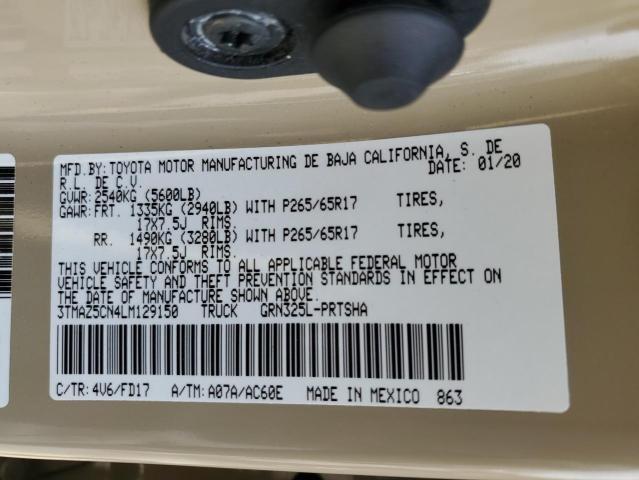 MFD.BY:TOYOTA MOTOR MANUFACTURING DE BAJA CALIFORNIA, S. DE
R.L. DE C.V. DATE: 01/20
GVWR: 2540KG (5600LB)
GAWR: FRT. 1335KG (2940LB) WITH P265/65R17 TIRES,
17X7.5J RIMS.
RR. 1490KG (3280LB) WITH P265/65R17 TIRES,
17X7.5J RIMS.
THIS VEHICLE CONFORMS TO ALL APPLICABLE FEDERAL MOTOR
VEHICLE SAFETY AND THEFT PREVENTION STANDARDS IN EFFECT ON
THE DATE OF MANUFACTURE SHOWN ABOVE.
3TMAZ5CN4LM129150 TRUCK GRN325L-PRTSHA
C/TR: 4V6/FD17 A/TM: A07A/AC60E MADE IN MEXICO 863